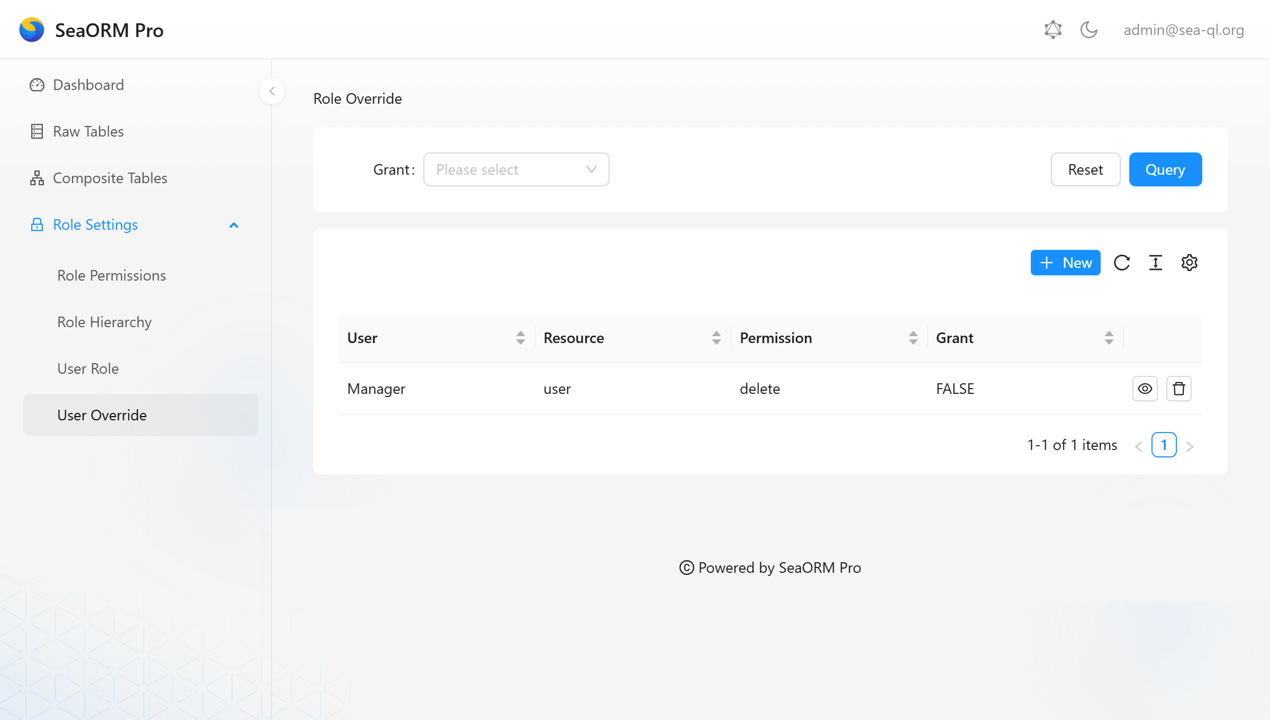 SeaORM Pro
admin@sea-ql.org
Dashboard
Raw Tables
Composite Tables
Role Settings
Role Permissions
Role Hierarchy
User Role
User Override
Role Override
Grant: Please select
Reset Query
+ New
User Resource Permission Grant
Manager user delete FALSE
1-1 of 1 items < 1 >
© Powered by SeaORM Pro